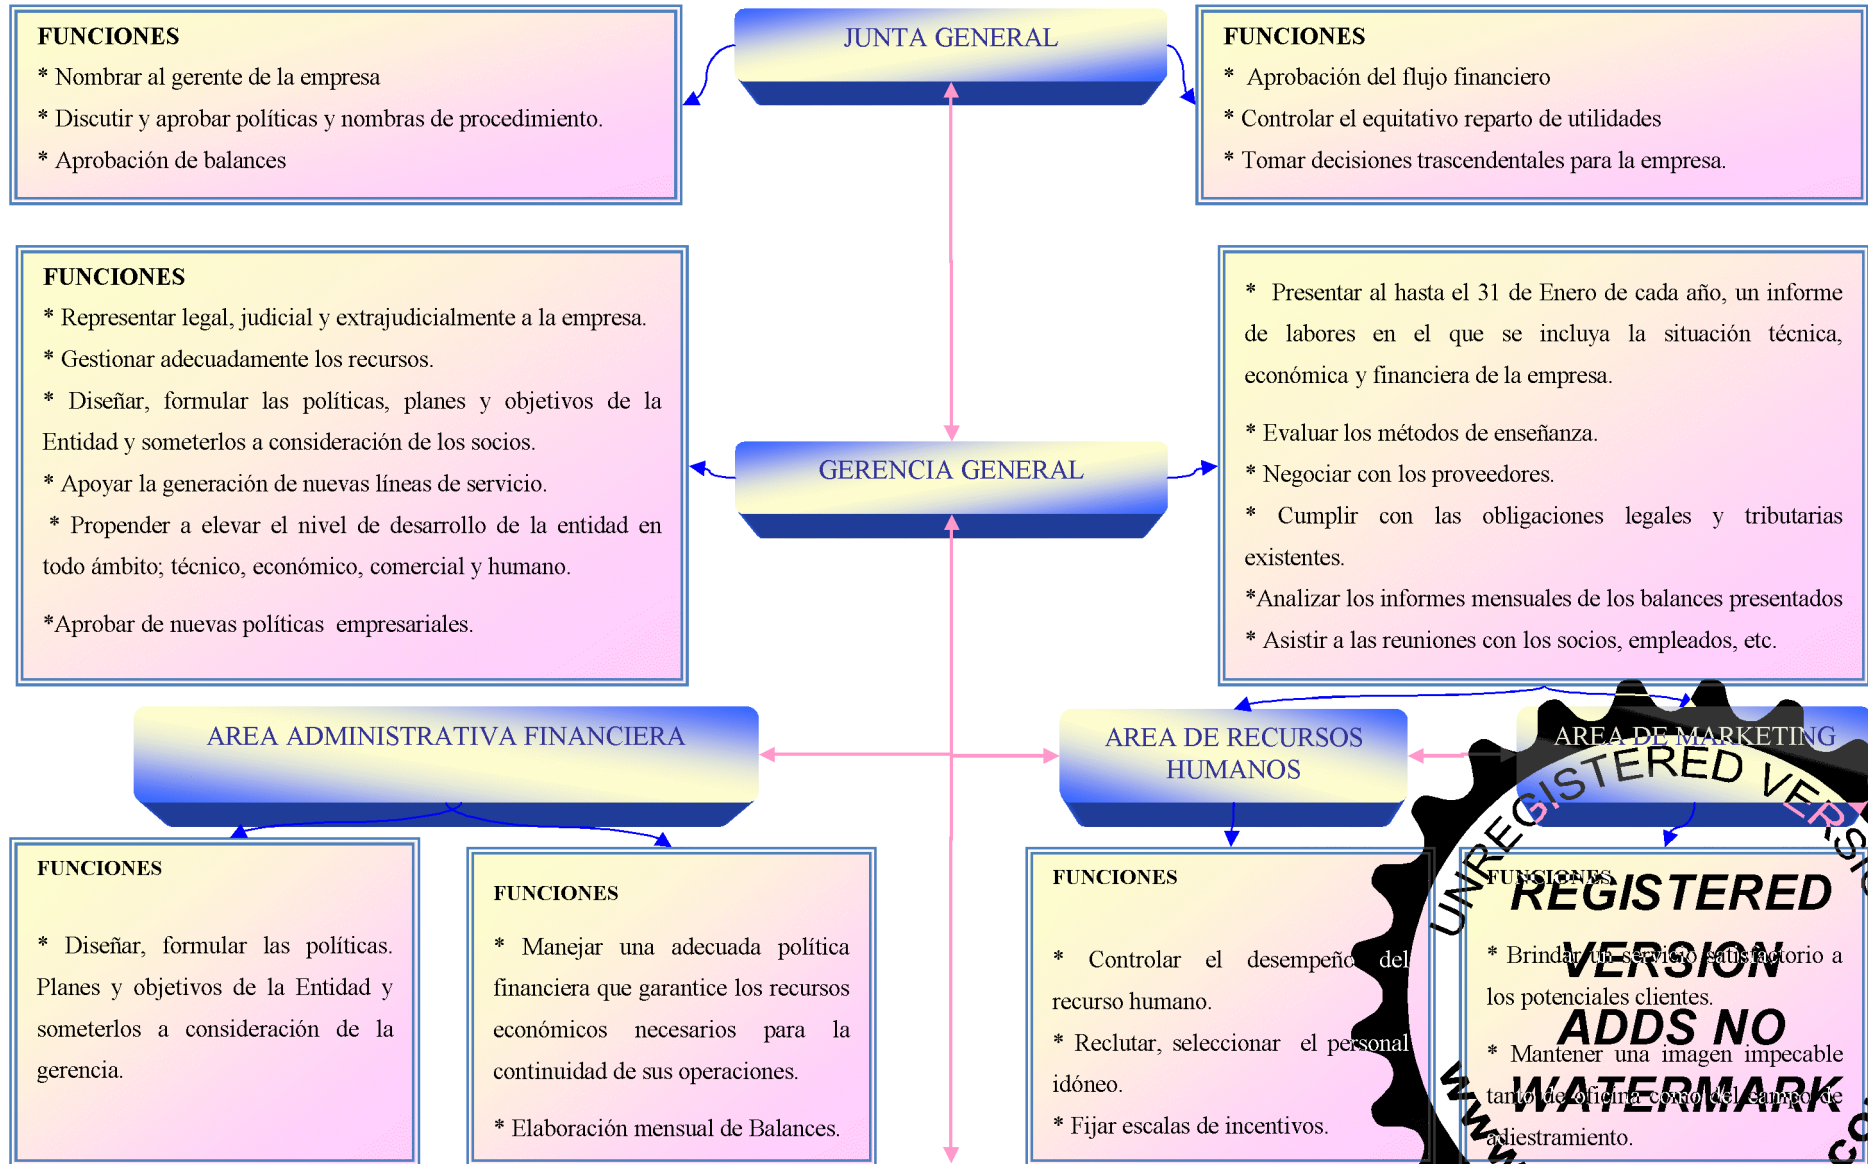 FUNCIONES
* Nombrar al gerente de la empresa
* Discutir y aprobar políticas y nombras de procedimiento.
* Aprobación de balances
JUNTA GENERAL
FUNCIONES
* Aprobación del flujo financiero
* Controlar el equitativo reparto de utilidades
* Tomar decisiones trascendentales para la empresa.
FUNCIONES
* Representar legal, judicial y extrajudicialmente a la empresa.
* Gestionar adecuadamente los recursos.
* Diseñar, formular las políticas, planes y objetivos de la
Entidad y someterlos a consideración de los socios.
* Apoyar la generación de nuevas líneas de servicio.
* Propender a elevar el nivel de desarrollo de la entidad en
todo ámbito; técnico, económico, comercial y humano.
*Aprobar de nuevas políticas empresariales.
GERENCIA GENERAL
* Presentar al hasta el 31 de Enero de cada año, un informe
de labores en el que se incluya la situación técnica,
económica y financiera de la empresa.
* Evaluar los métodos de enseñanza.
* Negociar con los proveedores.
* Cumplir con las obligaciones legales y tributarias
existentes.
*Analizar los informes mensuales de los balances presentados
* Asistir a las reuniones con los socios, empleados, etc.
AREA ADMINISTRATIVA FINANCIERA
AREA DE RECURSOS
HUMANOS
AREA DE MARKETING
FUNCIONES
* Diseñar, formular las políticas.
Planes y objetivos de la Entidad y
someterlos a consideración de la
gerencia.
FUNCIONES
* Manejar una adecuada política
financiera que garantice los recursos
económicos necesarios para la
continuidad de sus operaciones.
* Elaboración mensual de Balances.
FUNCIONES
* Controlar el desempeño del
recurso humano.
* Reclutar, seleccionar el personal
idóneo.
* Fijar escalas de incentivos.
FUNCIONES
* Brindar un servicio satisfactorio a
los potenciales clientes.
* Mantener una imagen impecable
tanto de oficina como del campo de
adiestramiento.
UNREGISTERED VERSIO
REGISTERED
VERSION
ADDS NO
WATERMARK